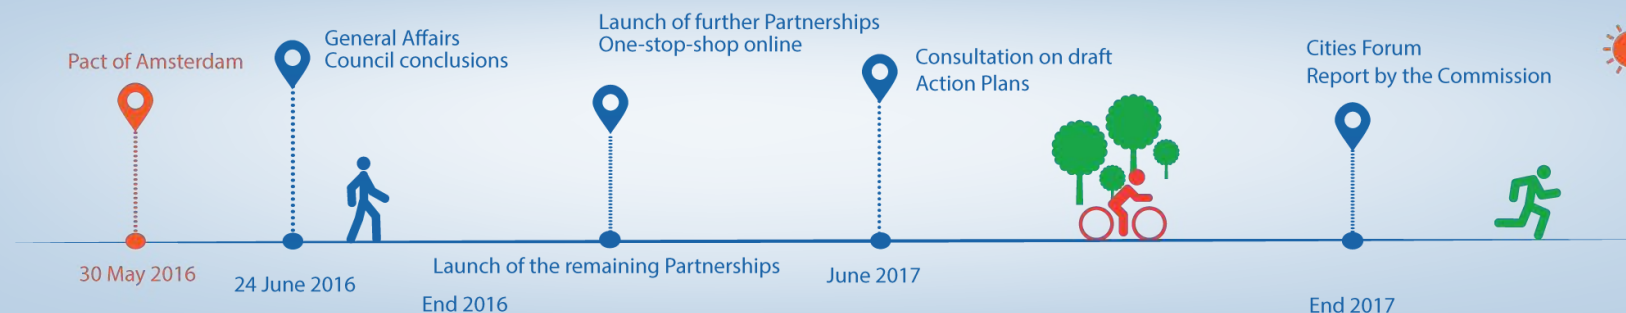 Pact of Amsterdam
30 May 2016
General Affairs
Council conclusions
24 June 2016
Launch of further Partnerships
One-stop-shop online
Launch of the remaining Partnerships
End 2016
Consultation on draft
Action Plans
June 2017
Cities Forum
Report by the Commission
End 2017